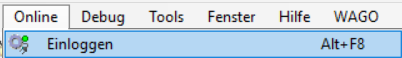 Online Debug Tools Fenster Hilfe WAGO
Einloggen Alt+F8